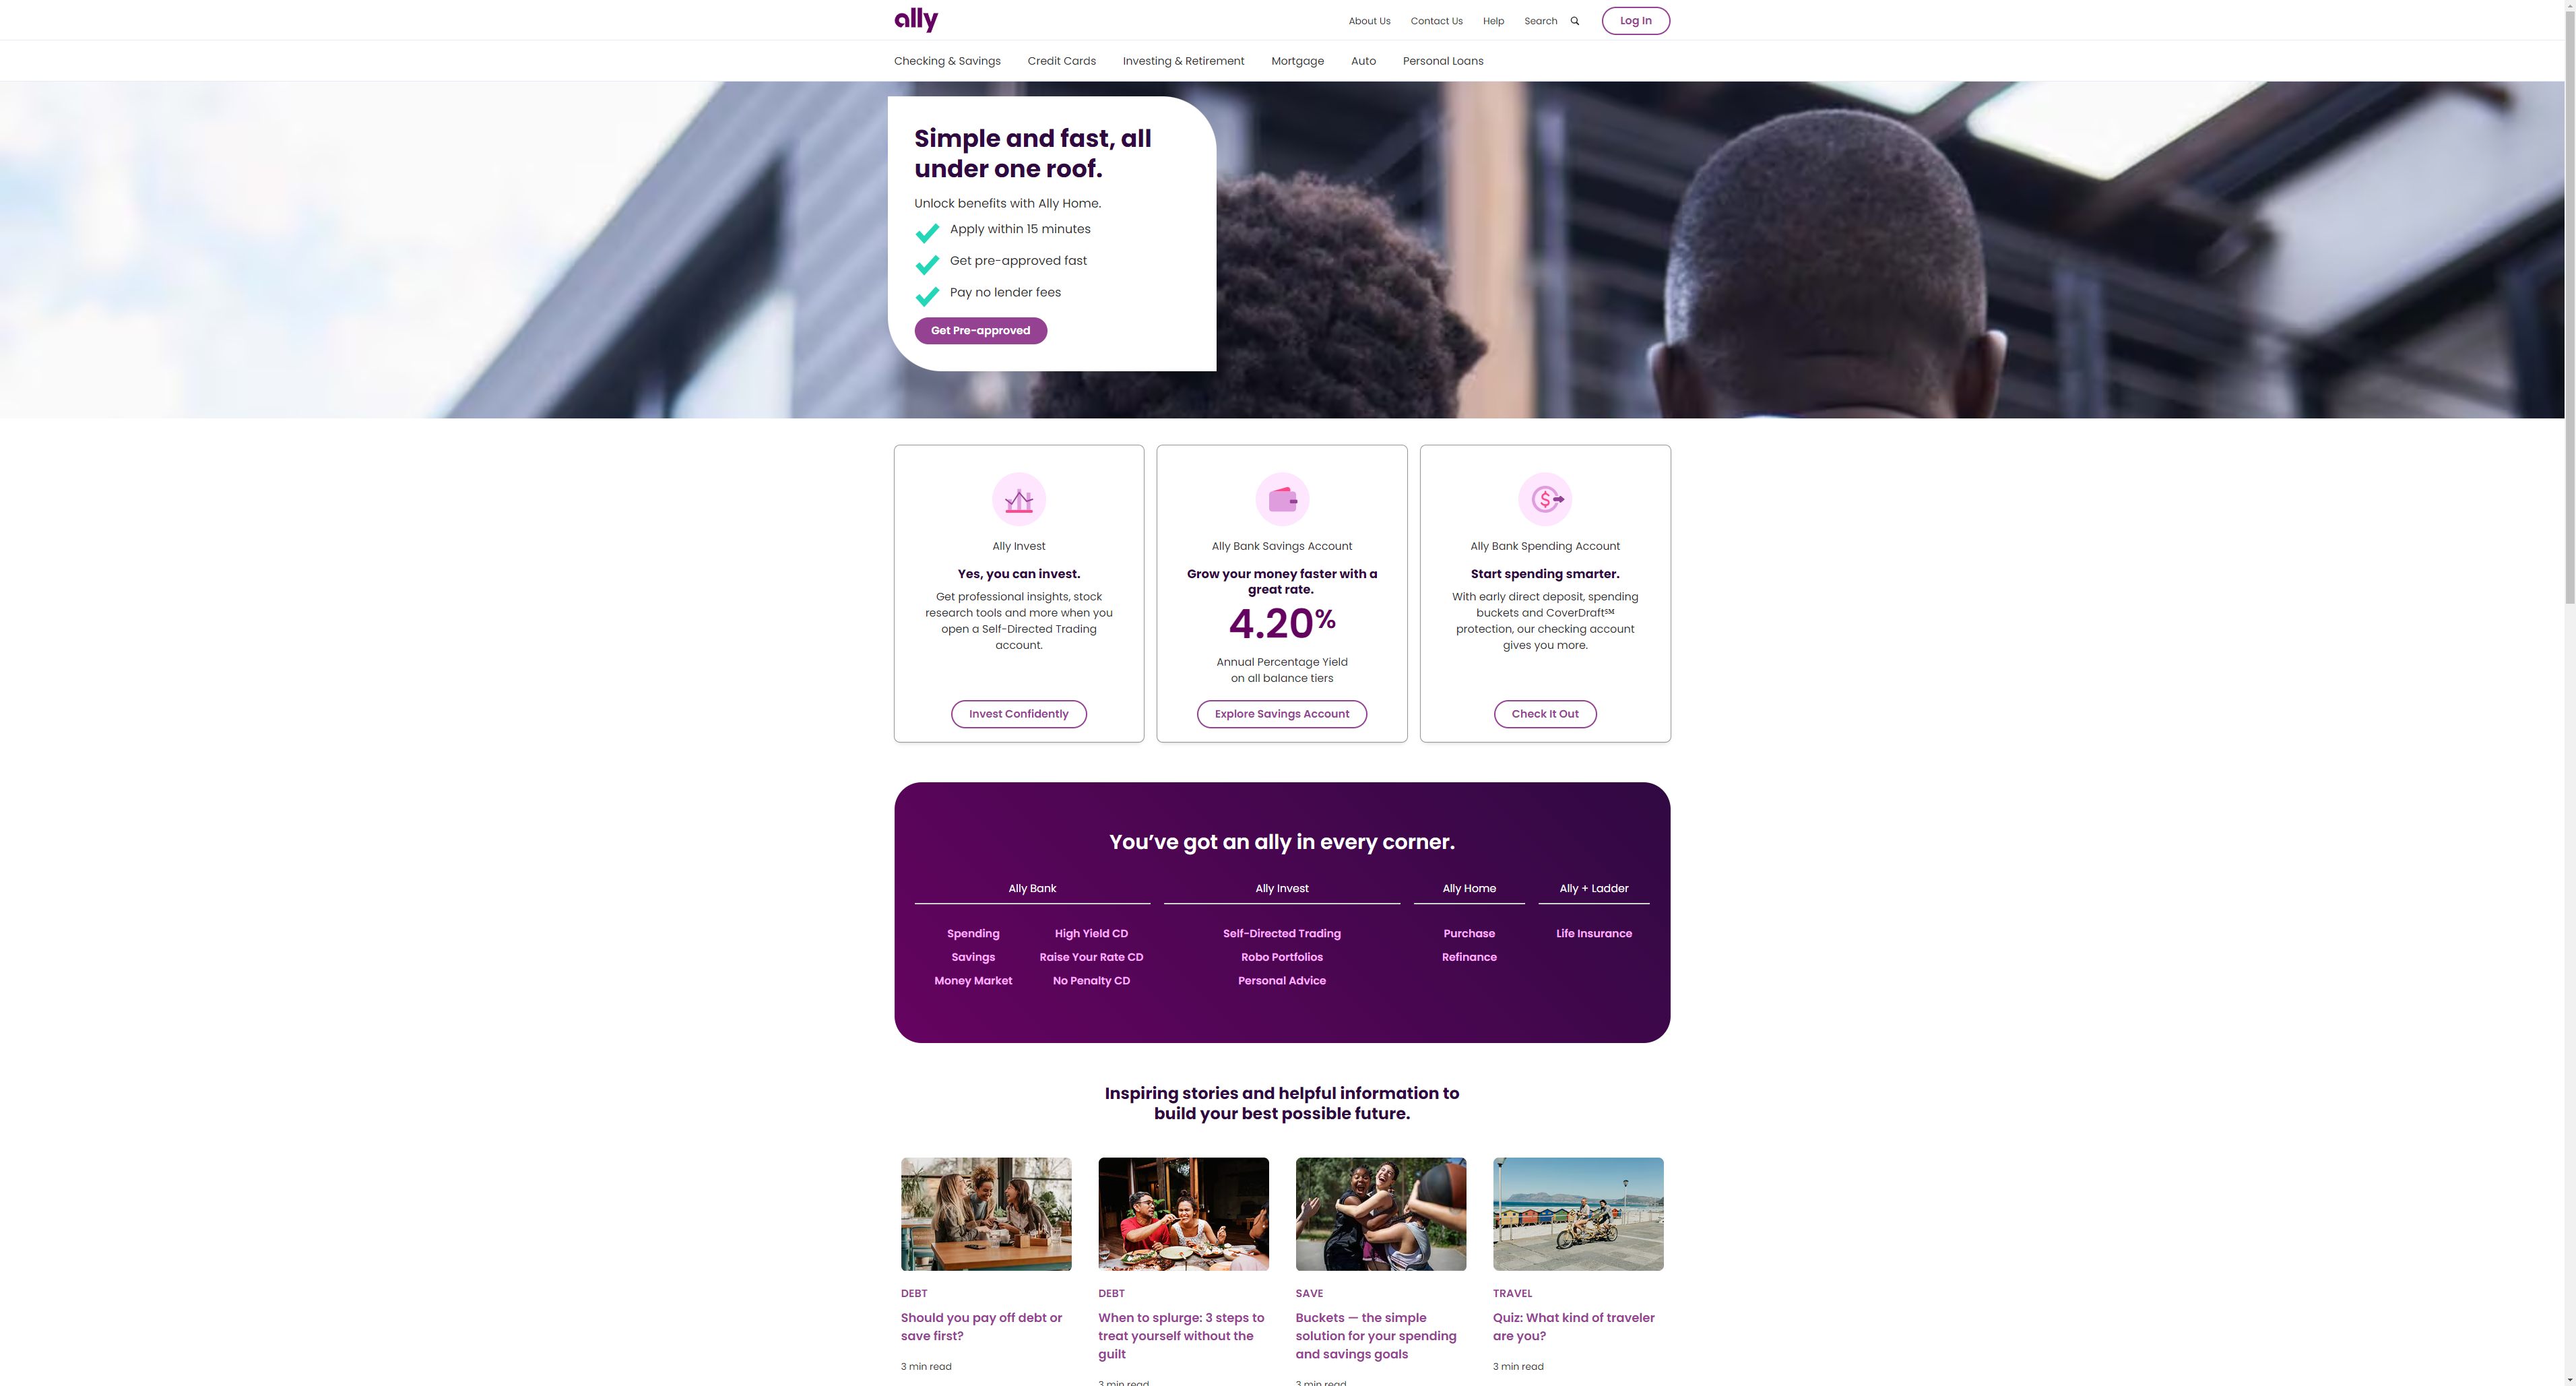 ally
About Us
Contact Us
Help
Search
Log In
Checking & Savings
Credit Cards
Investing & Retirement
Mortgage
Auto
Personal Loans
Simple and fast, all
under one roof.
Unlock benefits with Ally Home.
Apply within 15 minutes
Get pre-approved fast
Pay no lender fees
Get Pre-approved
Ally Invest
Yes, you can invest.
Get professional insights, stock
research tools and more when you
open a Self-Directed Trading
account.
Invest Confidently
Ally Bank Savings Account
Grow your money faster with a
great rate.
4.20%
Annual Percentage Yield
on all balance tiers
Explore Savings Account
Ally Bank Spending Account
Start spending smarter.
With early direct deposit, spending
buckets and CoverDraft℠
protection, our checking account
gives you more.
Check It Out
You’ve got an ally in every corner.
Ally Bank
Spending
Savings
Money Market
High Yield CD
Raise Your Rate CD
No Penalty CD
Ally Invest
Self-Directed Trading
Robo Portfolios
Personal Advice
Ally Home
Purchase
Refinance
Ally + Ladder
Life Insurance
Inspiring stories and helpful information to
build your best possible future.
DEBT
Should you pay off debt or
save first?
3 min read
DEBT
When to splurge: 3 steps to
treat yourself without the
guilt
3 min read
SAVE
Buckets — the simple
solution for your spending
and savings goals
3 min read
TRAVEL
Quiz: What kind of traveler
are you?
3 min read